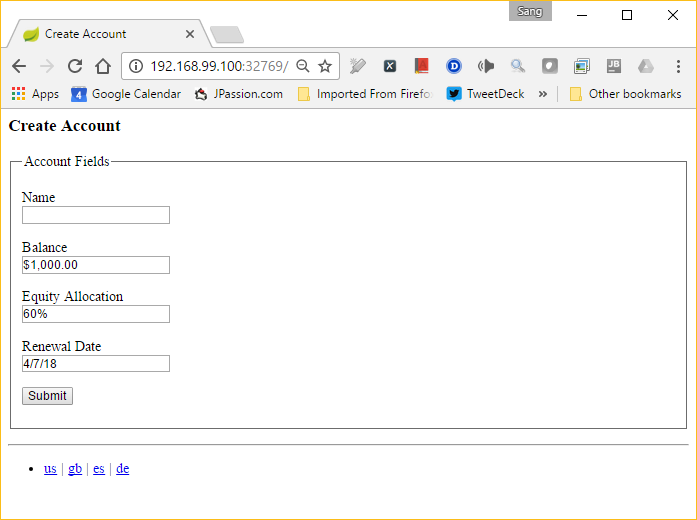 Sang
Create Account
192.168.99.100:32769/
Apps Google Calendar JPassion.com Imported From Firefo TweetDeck » Other bookmarks
Create Account
Account Fields
Name
Balance
$1,000.00
Equity Allocation
60%
Renewal Date
4/7/18
Submit
us | gb | es | de